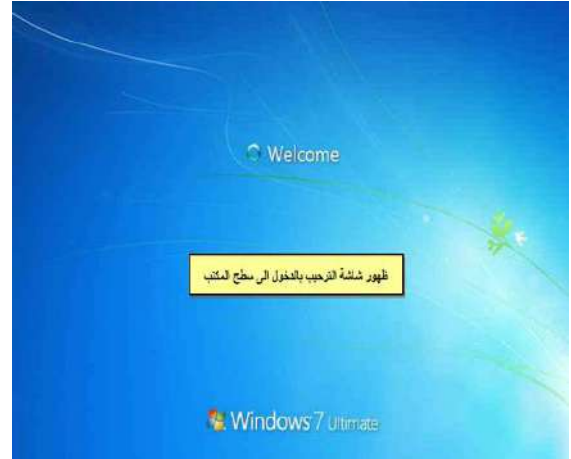 Welcome
ظهور شاشة الترحيب بالدخول الى سطح المكتب
Windows 7 Ultimate